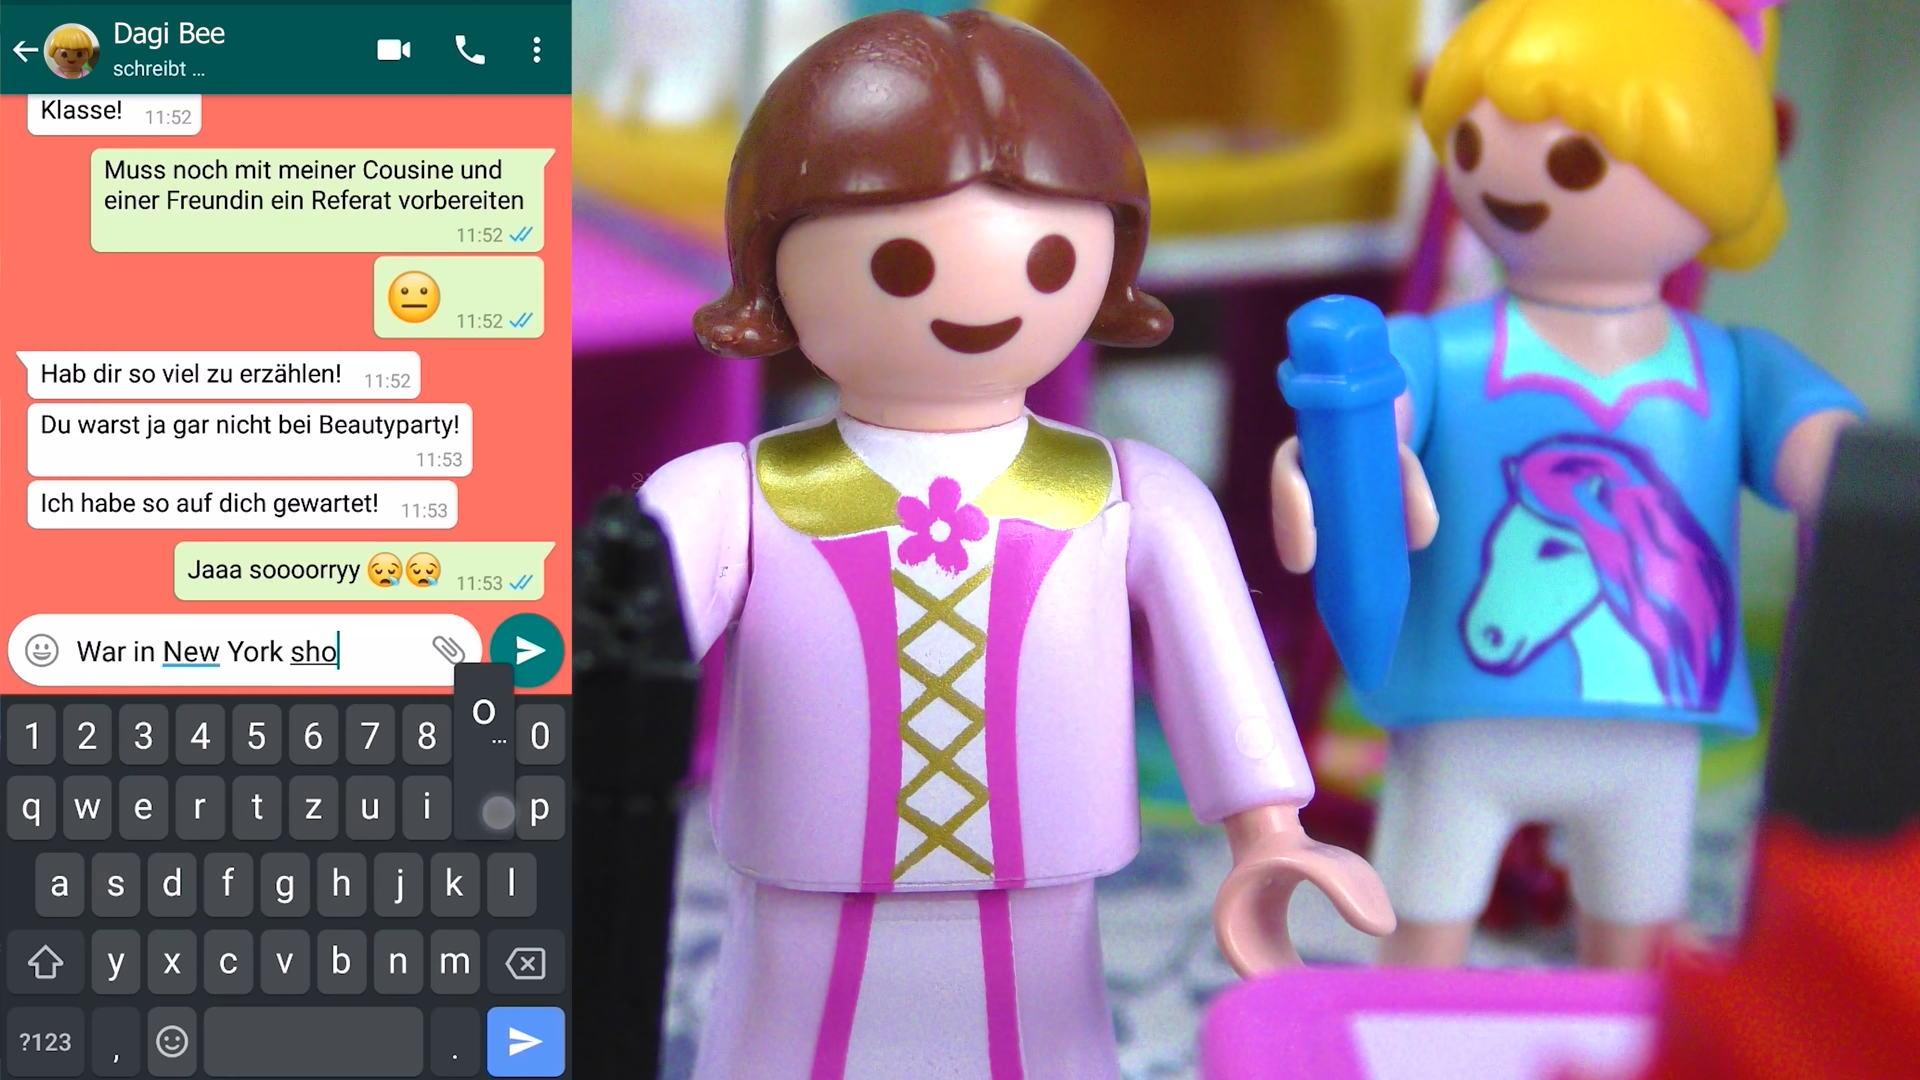 Dagi Bee
schreibt ...
Klasse! 11:52
Muss noch mit meiner Cousine und
einer Freundin ein Referat vorbereiten
11:52
11:52
Hab dir so viel zu erzählen! 11:52
Du warst ja gar nicht bei Beautyparty!
11:53
Ich habe so auf dich gewartet! 11:53
Jaaa soooorryy 😪😪 11:53
War in New York sho
o
...
1 2 3 4 5 6 7 8 0
q w e r t z u i p
a s d f g h j k l
y x c v b n m
?123 , .